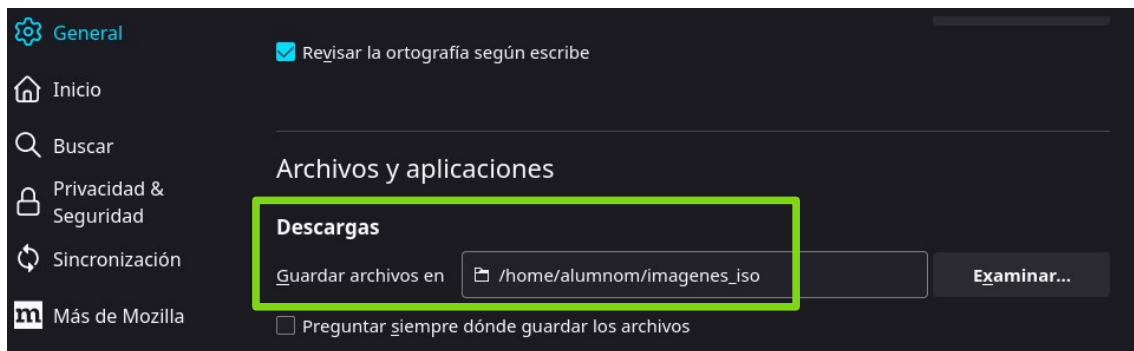 General
Inicio
Buscar
Privacidad &
Seguridad
Sincronización
Más de Mozilla
Revisar la ortografía según escribe
Archivos y aplicaciones
Descargas
Guardar archivos en /home/alumnom/imagenes_iso Examinar...
Preguntar siempre dónde guardar los archivos